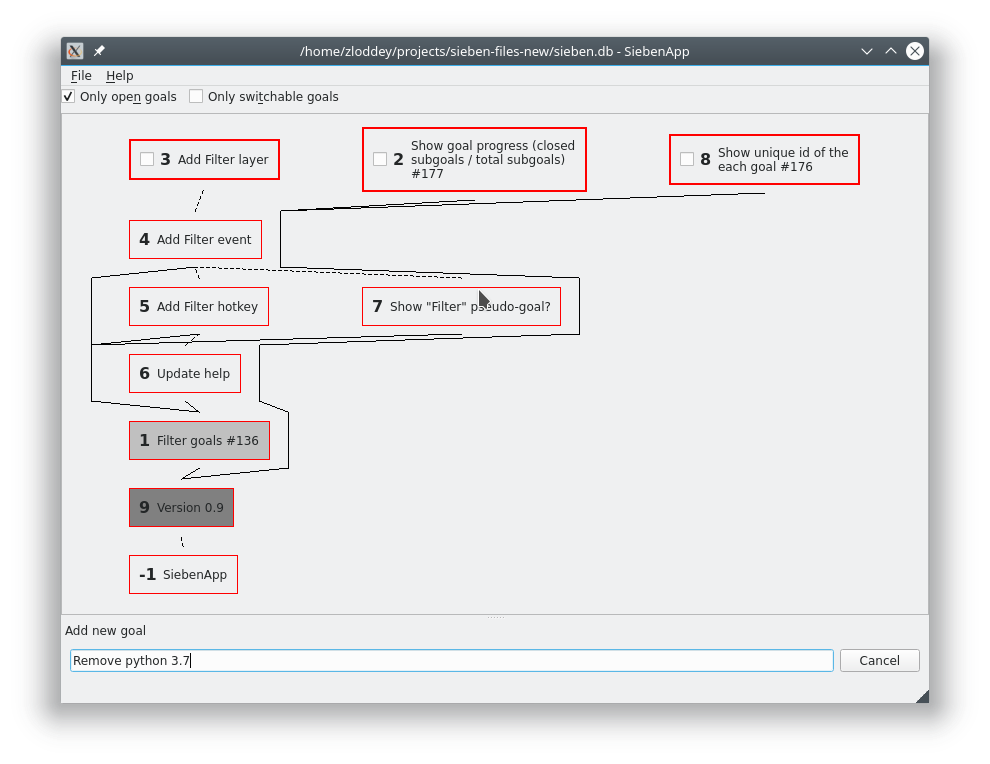 /home/zloddey/projects/sieben-files-new/sieben.db - SiebenApp
File Help
Only open goals Only switchable goals
3 Add Filter layer
2 Show goal progress (closed
subgoals / total subgoals)
#177
8 Show unique id of the
each goal #176
4 Add Filter event
5 Add Filter hotkey
7 Show "Filter" pseudo-goal?
6 Update help
1 Filter goals #136
9 Version 0.9
-1 SiebenApp
Add new goal
Remove python 3.7
Cancel